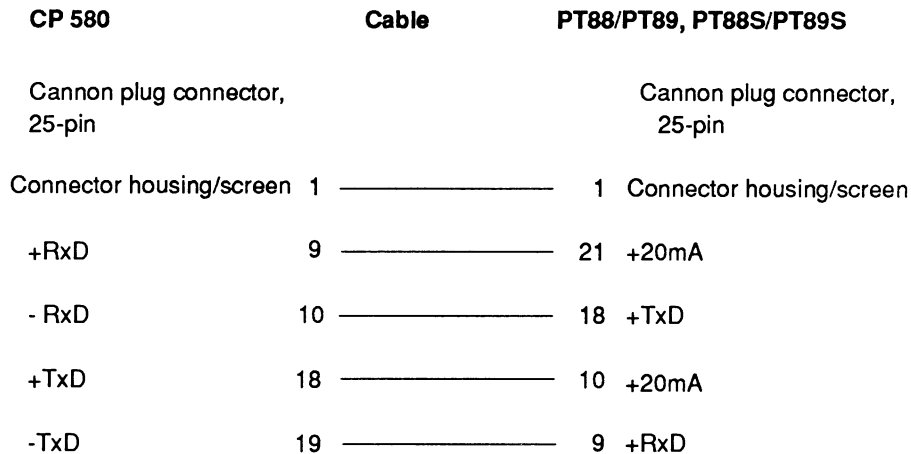 CP 580 Cable PT88/PT89, PT88S/PT89S
Cannon plug connector, Cannon plug connector,
25-pin 25-pin
Connector housing/screen 1 1 Connector housing/screen
+RxD 9 21 +20mA
- RxD 10 18 +TxD
+TxD 18 10 +20mA
-TxD 19 9 +RxD